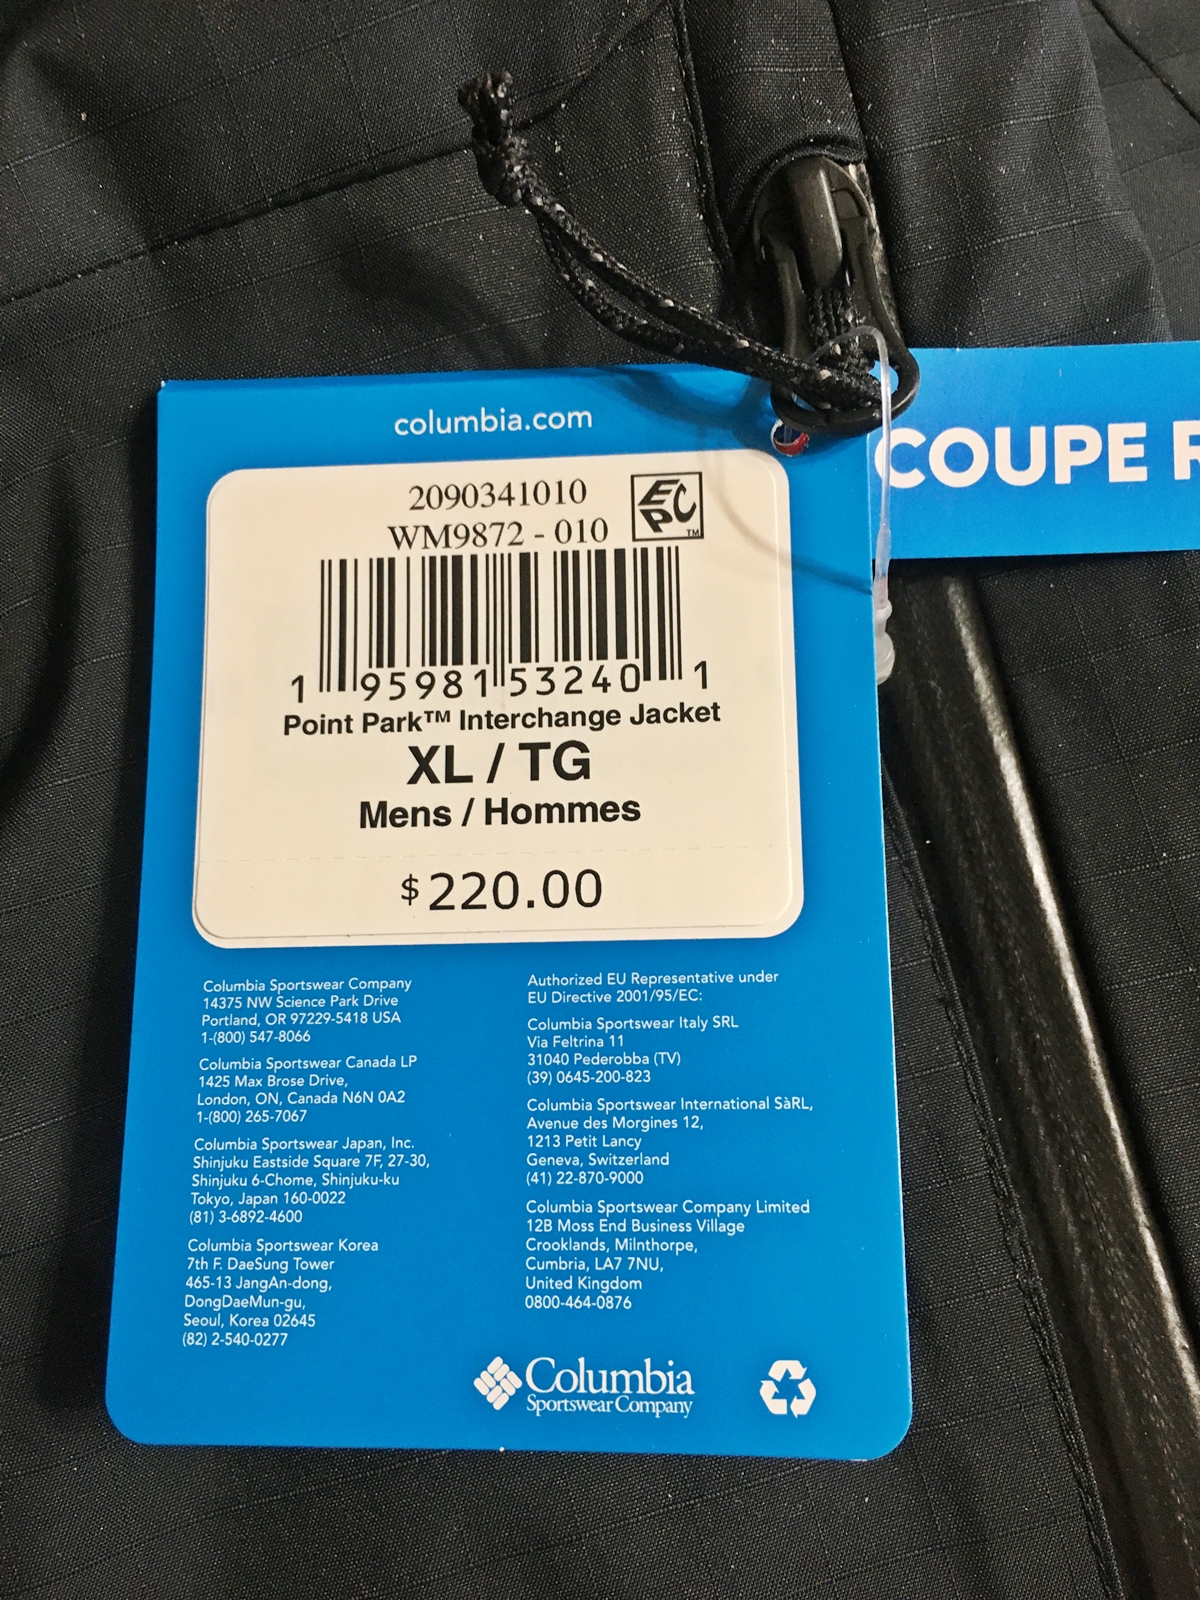 columbia.com
COUPE R
2090341010
WM9872 - 010
EPC™
1 95981 53240 1
Point Park™ Interchange Jacket
XL / TG
Mens / Hommes
$220.00
Columbia Sportswear Company
14375 NW Science Park Drive
Portland, OR 97229-5418 USA
1-(800) 547-8066
Columbia Sportswear Canada LP
1425 Max Brose Drive,
London, ON, Canada N6N 0A2
1-(800) 265-7067
Columbia Sportswear Japan, Inc.
Shinjuku Eastside Square 7F, 27-30,
Shinjuku 6-Chome, Shinjuku-ku
Tokyo, Japan 160-0022
(81) 3-6892-4600
Columbia Sportswear Korea
7th F. DaeSung Tower
465-13 JangAn-dong,
DongDaeMun-gu,
Seoul, Korea 02645
(82) 2-540-0277
Authorized EU Representative under
EU Directive 2001/95/EC:
Columbia Sportswear Italy SRL
Via Feltrina 11
31040 Pederobba (TV)
(39) 0645-200-823
Columbia Sportswear International SàRL,
Avenue des Morgines 12,
1213 Petit Lancy
Geneva, Switzerland
(41) 22-870-9000
Columbia Sportswear Company Limited
12B Moss End Business Village
Crooklands, Milnthorpe,
Cumbria, LA7 7NU,
United Kingdom
0800-464-0876
Columbia
Sportswear Company